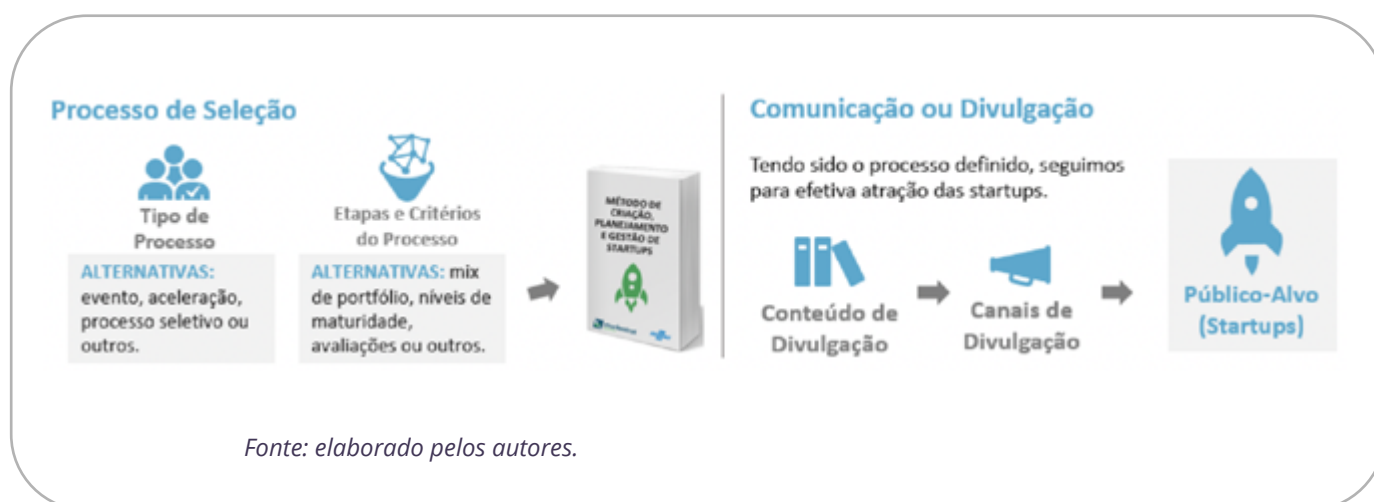 Processo de Seleção
Tipo de
Processo
ALTERNATIVAS:
evento, aceleração,
processo seletivo ou
outros.
Etapas e Critérios
do Processo
ALTERNATIVAS: mix
de portfólio, níveis de
maturidade,
avaliações ou outros.
MÉTODO DE
CRIAÇÃO,
PLANEJAMENTO
E GESTÃO DE
STARTUPS
Comunicação ou Divulgação
Tendo sido o processo definido, seguimos
para efetiva atração das startups.
Conteúdo de
Divulgação
Canais de
Divulgação
Público-Alvo
(Startups)
Fonte: elaborado pelos autores.